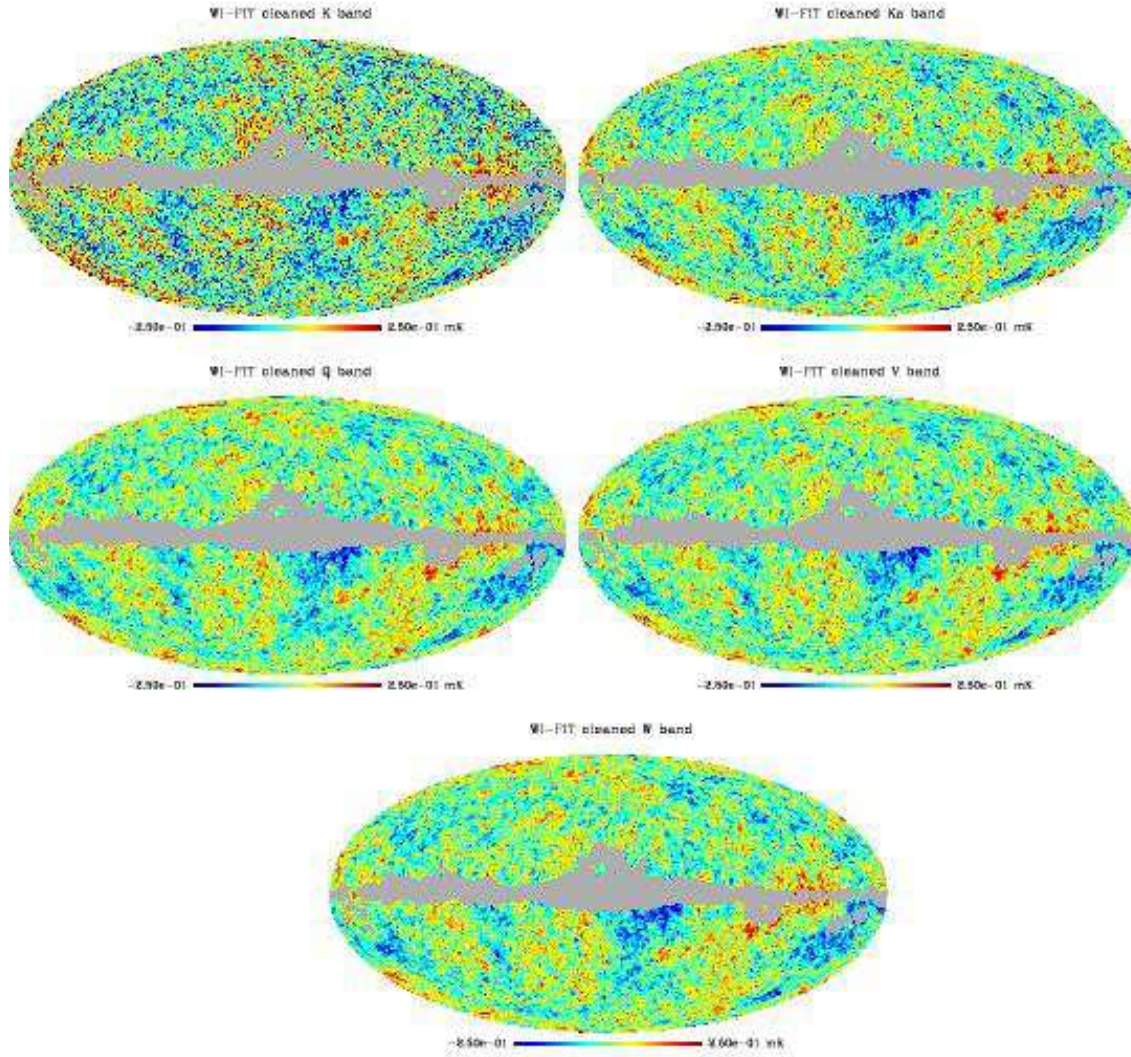 WI-FIT cleaned K band
WI-FIT cleaned Ka band
-2.50e-01 2.50e-01 mK
-2.50e-01 2.50e-01 mK
WI-FIT cleaned Q band
WI-FIT cleaned V band
-2.50e-01 2.50e-01 mK
-2.50e-01 2.50e-01 mK
WI-FIT cleaned W band
-2.50e-01 2.50e-01 mK